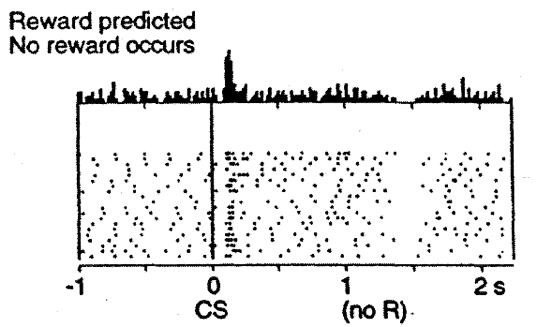 Reward predicted
No reward occurs
-1 0 1 2 s
CS (no R)